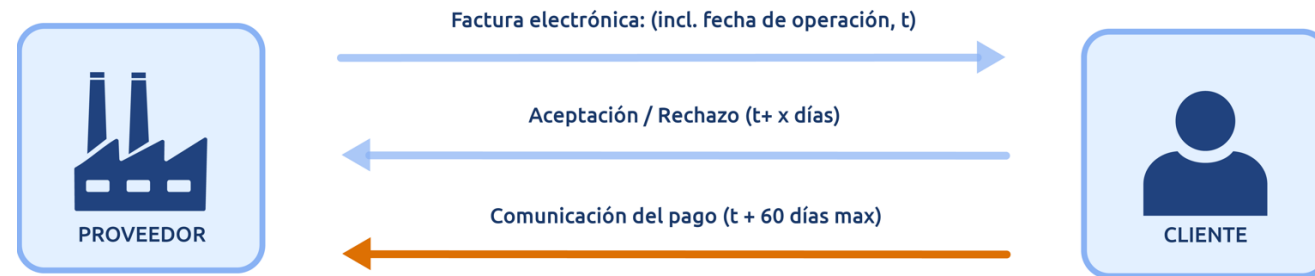 Factura electrónica: (incl. fecha de operación, t)
Aceptación / Rechazo (t+ x días)
Comunicación del pago (t + 60 días max)
PROVEEDOR
CLIENTE